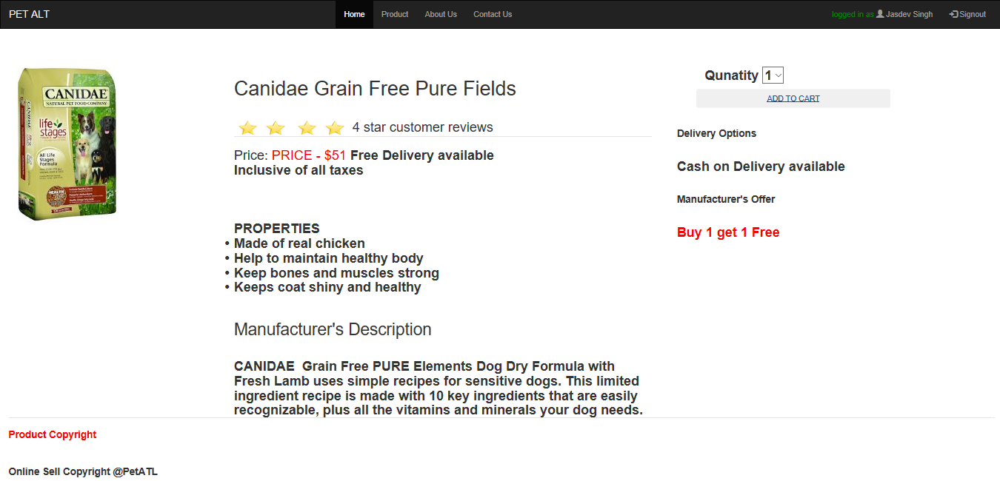 PET ALT
Home
Product
About Us
Contact Us
logged in as Jasdev Singh
Signout
CANIDAE
NATURAL PET FOOD COMPANY
life
stages
All Life
Stages
Formula
Canidae Grain Free Pure Fields
4 star customer reviews
Price: PRICE - $51 Free Delivery available
Inclusive of all taxes
PROPERTIES
• Made of real chicken
• Help to maintain healthy body
• Keep bones and muscles strong
• Keeps coat shiny and healthy
Manufacturer's Description
CANIDAE Grain Free PURE Elements Dog Dry Formula with
Fresh Lamb uses simple recipes for sensitive dogs. This limited
ingredient recipe is made with 10 key ingredients that are easily
recognizable, plus all the vitamins and minerals your dog needs.
Qunatity 1
ADD TO CART
Delivery Options
Cash on Delivery available
Manufacturer's Offer
Buy 1 get 1 Free
Product Copyright
Online Sell Copyright @PetATL